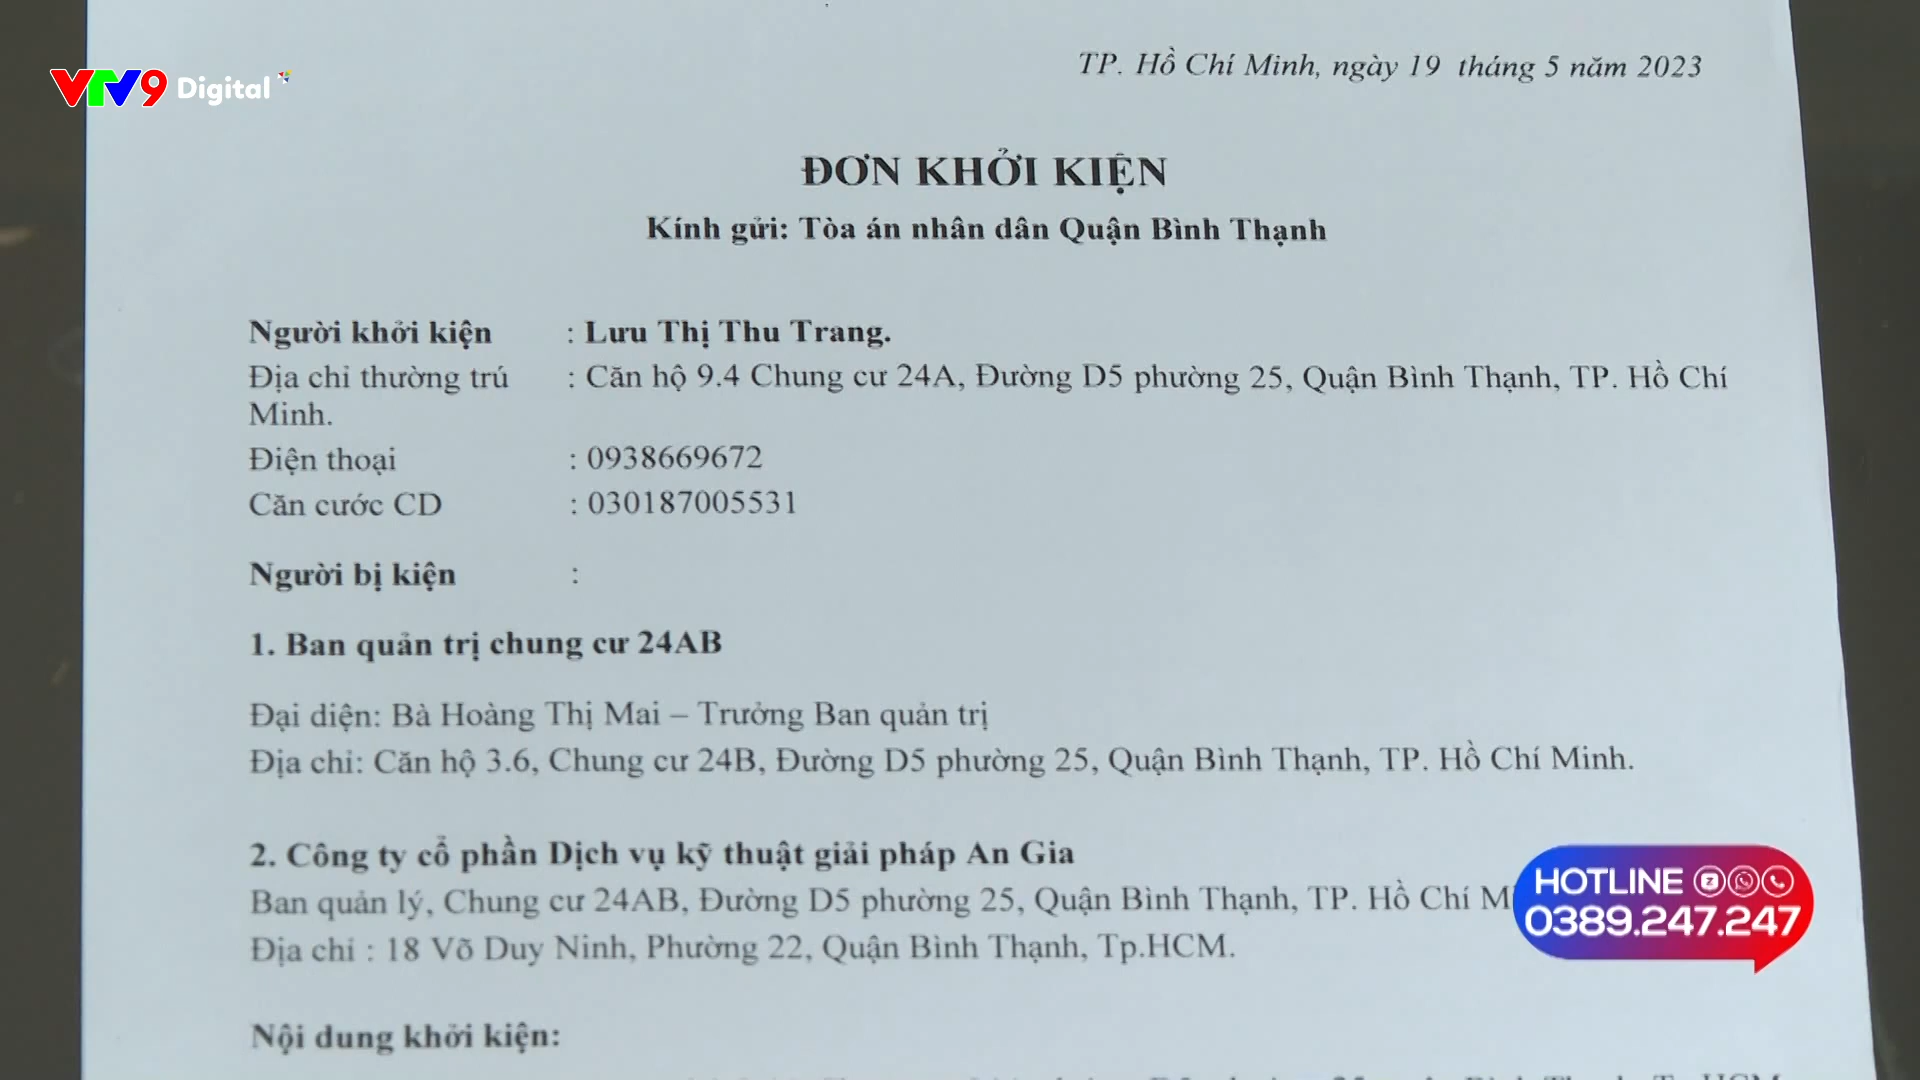 VTV9 Digital
TP. Hồ Chí Minh, ngày 19 tháng 5 năm 2023
ĐƠN KHỞI KIỆN
Kính gửi: Tòa án nhân dân Quận Bình Thạnh
Người khởi kiện : Lưu Thị Thu Trang.
Địa chỉ thường trú : Căn hộ 9.4 Chung cư 24A, Đường D5 phường 25, Quận Bình Thạnh, TP. Hồ Chí
Minh.
Điện thoại : 0938669672
Căn cước CD : 030187005531
Người bị kiện :
1. Ban quản trị chung cư 24AB
Đại diện: Bà Hoàng Thị Mai – Trưởng Ban quản trị
Địa chỉ: Căn hộ 3.6, Chung cư 24B, Đường D5 phường 25, Quận Bình Thạnh, TP. Hồ Chí Minh.
2. Công ty cổ phần Dịch vụ kỹ thuật giải pháp An Gia
Ban quản lý, Chung cư 24AB, Đường D5 phường 25, Quận Bình Thạnh, TP. Hồ Chí
Địa chỉ : 18 Võ Duy Ninh, Phường 22, Quận Bình Thạnh, Tp.HCM.
HOTLINE
0389.247.247
Nội dung khởi kiện: